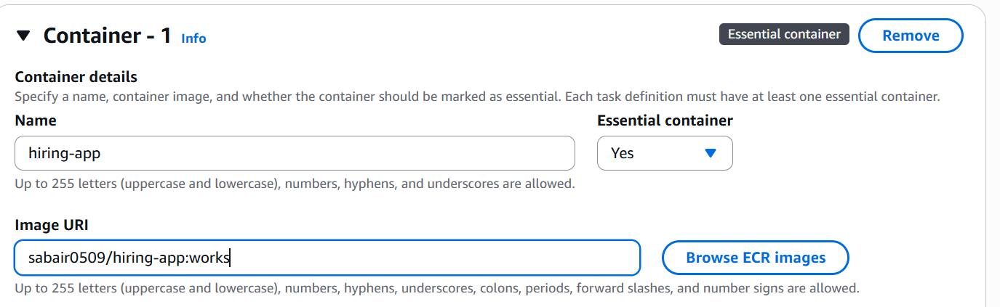 Container - 1 Info Essential container Remove
Container details
Specify a name, container image, and whether the container should be marked as essential. Each task definition must have at least one essential container.
Name Essential container
hiring-app Yes
Up to 255 letters (uppercase and lowercase), numbers, hyphens, and underscores are allowed.
Image URI
sabair0509/hiring-app:works Browse ECR images
Up to 255 letters (uppercase and lowercase), numbers, hyphens, underscores, colons, periods, forward slashes, and number signs are allowed.